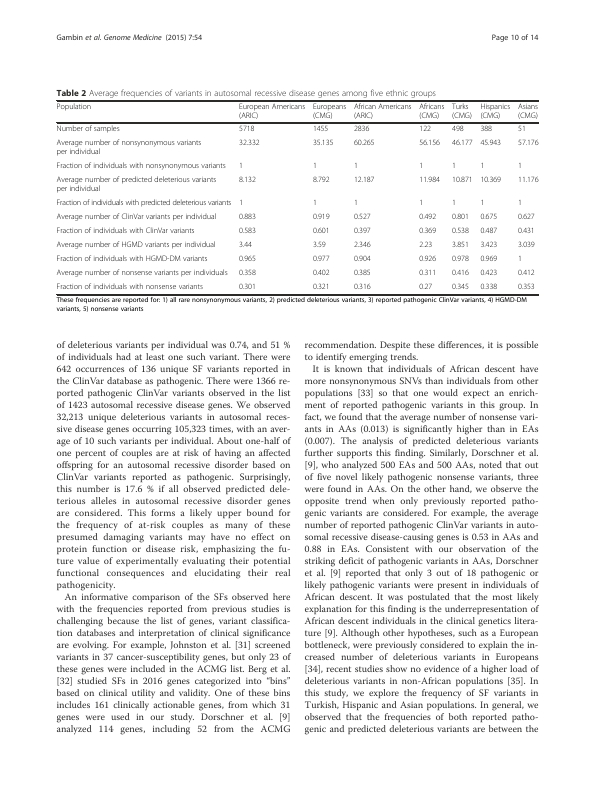 Gambin et al. Genome Medicine (2015) 7:54
Page 10 of 14
Table 2 Average frequencies of variants in autosomal recessive disease genes among five ethnic groups
Population European Americans (ARIC) Europeans (CMG) African Americans (ARIC) Africans (CMG) Turks (CMG) Hispanics (CMG) Asians (CMG)
Number of samples 5718 1455 2836 122 498 388 51
Average number of nonsynonymous variants per individual 32.332 35.135 60.265 56.156 46.177 45.943 57.176
Fraction of individuals with nonsynonymous variants 1 1 1 1 1 1 1
Average number of predicted deleterious variants per individual 8.132 8.792 12.187 11.984 10.871 10.369 11.176
Fraction of individuals with predicted deleterious variants 1 1 1 1 1 1 1
Average number of ClinVar variants per individual 0.883 0.919 0.527 0.492 0.801 0.675 0.627
Fraction of individuals with ClinVar variants 0.583 0.601 0.397 0.369 0.538 0.487 0.431
Average number of HGMD variants per individual 3.44 3.59 2.346 2.23 3.851 3.423 3.039
Fraction of individuals with HGMD-DM variants 0.965 0.977 0.904 0.926 0.978 0.969 1
Average number of nonsense variants per individuals 0.358 0.402 0.385 0.311 0.416 0.423 0.412
Fraction of individuals with nonsense variants 0.301 0.321 0.316 0.27 0.345 0.338 0.353
These frequencies are reported for: 1) all rare nonsynonymous variants, 2) predicted deleterious variants, 3) reported pathogenic ClinVar variants, 4) HGMD-DM
variants, 5) nonsense variants
of deleterious variants per individual was 0.74, and 51 %
of individuals had at least one such variant. There were
642 occurrences of 136 unique SF variants reported in
the ClinVar database as pathogenic. There were 1366 re-
ported pathogenic ClinVar variants observed in the list
of 1423 autosomal recessive disease genes. We observed
32,213 unique deleterious variants in autosomal reces-
sive disease genes occurring 105,323 times, with an aver-
age of 10 such variants per individual. About one-half of
one percent of couples are at risk of having an affected
offspring for an autosomal recessive disorder based on
ClinVar variants reported as pathogenic. Surprisingly,
this number is 17.6 % if all observed predicted dele-
terious alleles in autosomal recessive disorder genes
are considered. This forms a likely upper bound for
the frequency of at-risk couples as many of these
presumed damaging variants may have no effect on
protein function or disease risk, emphasizing the fu-
ture value of experimentally evaluating their potential
functional consequences and elucidating their real
pathogenicity.
An informative comparison of the SFs observed here
with the frequencies reported from previous studies is
challenging because the list of genes, variant classifica-
tion databases and interpretation of clinical significance
are evolving. For example, Johnston et al. [31] screened
variants in 37 cancer-susceptibility genes, but only 23 of
these genes were included in the ACMG list. Berg et al.
[32] studied SFs in 2016 genes categorized into “bins”
based on clinical utility and validity. One of these bins
includes 161 clinically actionable genes, from which 31
genes were used in our study. Dorschner et al. [9]
analyzed 114 genes, including 52 from the ACMG
recommendation. Despite these differences, it is possible
to identify emerging trends.
It is known that individuals of African descent have
more nonsynonymous SNVs than individuals from other
populations [33] so that one would expect an enrich-
ment of reported pathogenic variants in this group. In
fact, we found that the average number of nonsense vari-
ants in AAs (0.013) is significantly higher than in EAs
(0.007). The analysis of predicted deleterious variants
further supports this finding. Similarly, Dorschner et al.
[9], who analyzed 500 EAs and 500 AAs, noted that out
of five novel likely pathogenic nonsense variants, three
were found in AAs. On the other hand, we observe the
opposite trend when only previously reported patho-
genic variants are considered. For example, the average
number of reported pathogenic ClinVar variants in auto-
somal recessive disease-causing genes is 0.53 in AAs and
0.88 in EAs. Consistent with our observation of the
striking deficit of pathogenic variants in AAs, Dorschner
et al. [9] reported that only 3 out of 18 pathogenic or
likely pathogenic variants were present in individuals of
African descent. It was postulated that the most likely
explanation for this finding is the underrepresentation of
African descent individuals in the clinical genetics litera-
ture [9]. Although other hypotheses, such as a European
bottleneck, were previously considered to explain the in-
creased number of deleterious variants in Europeans
[34], recent studies show no evidence of a higher load of
deleterious variants in non-African populations [35]. In
this study, we explore the frequency of SF variants in
Turkish, Hispanic and Asian populations. In general, we
observed that the frequencies of both reported patho-
genic and predicted deleterious variants are between the